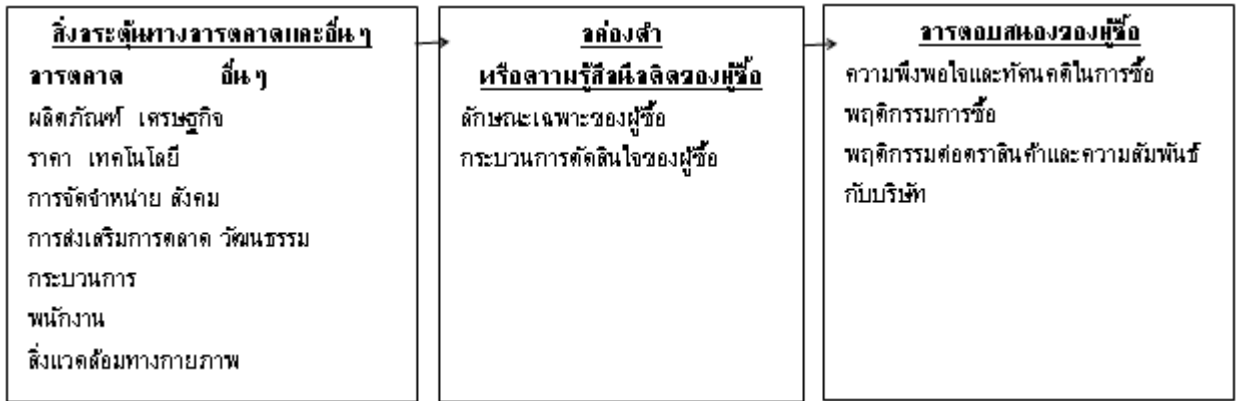 สิ่งกระตุ้นทางการตลาดและอื่น ๆ
การตลาด อื่น ๆ
ผลิตภัณฑ์ เศรษฐกิจ
ราคา เทคโนโลยี
การจัดจำหน่าย สังคม
การส่งเสริมการตลาด วัฒนธรรม
กระบวนการ
พนักงาน
สิ่งแวดล้อมทางกายภาพ
กล่องดำ
หรือความรู้สึกนึกคิดของผู้ซื้อ
ลักษณะเฉพาะของผู้ซื้อ
กระบวนการตัดสินใจของผู้ซื้อ
การตอบสนองของผู้ซื้อ
ความพึงพอใจและทัศนคติในการซื้อ
พฤติกรรมการซื้อ
พฤติกรรมต่อตราสินค้าและความสัมพันธ์
กับบริษัท